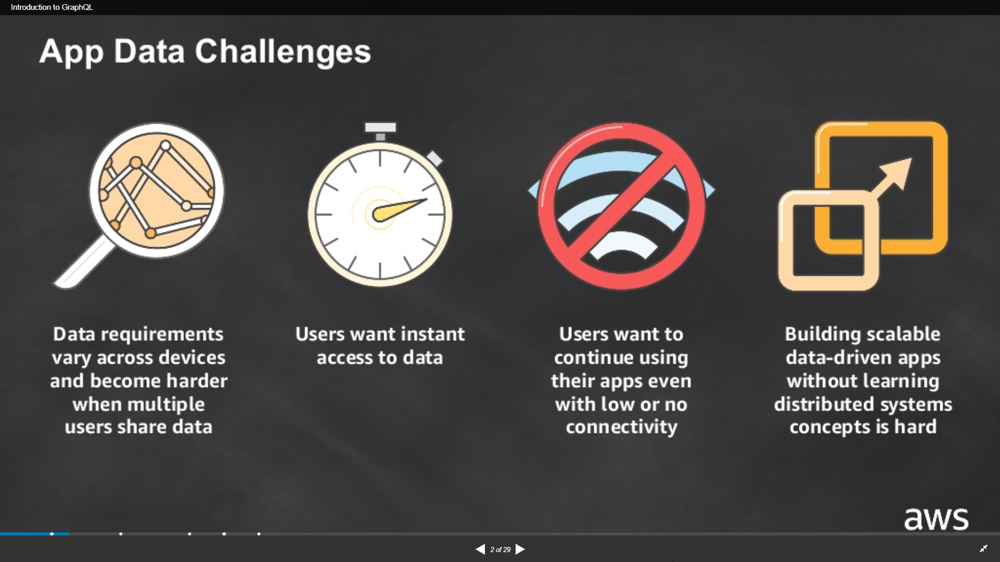 Introduction to GraphQL
App Data Challenges
Data requirements
vary across devices
and become harder
when multiple
users share data
Users want instant
access to data
Users want to
continue using
their apps even
with low or no
connectivity
Building scalable
data-driven apps
without learning
distributed systems
concepts is hard
aws
2 of 29